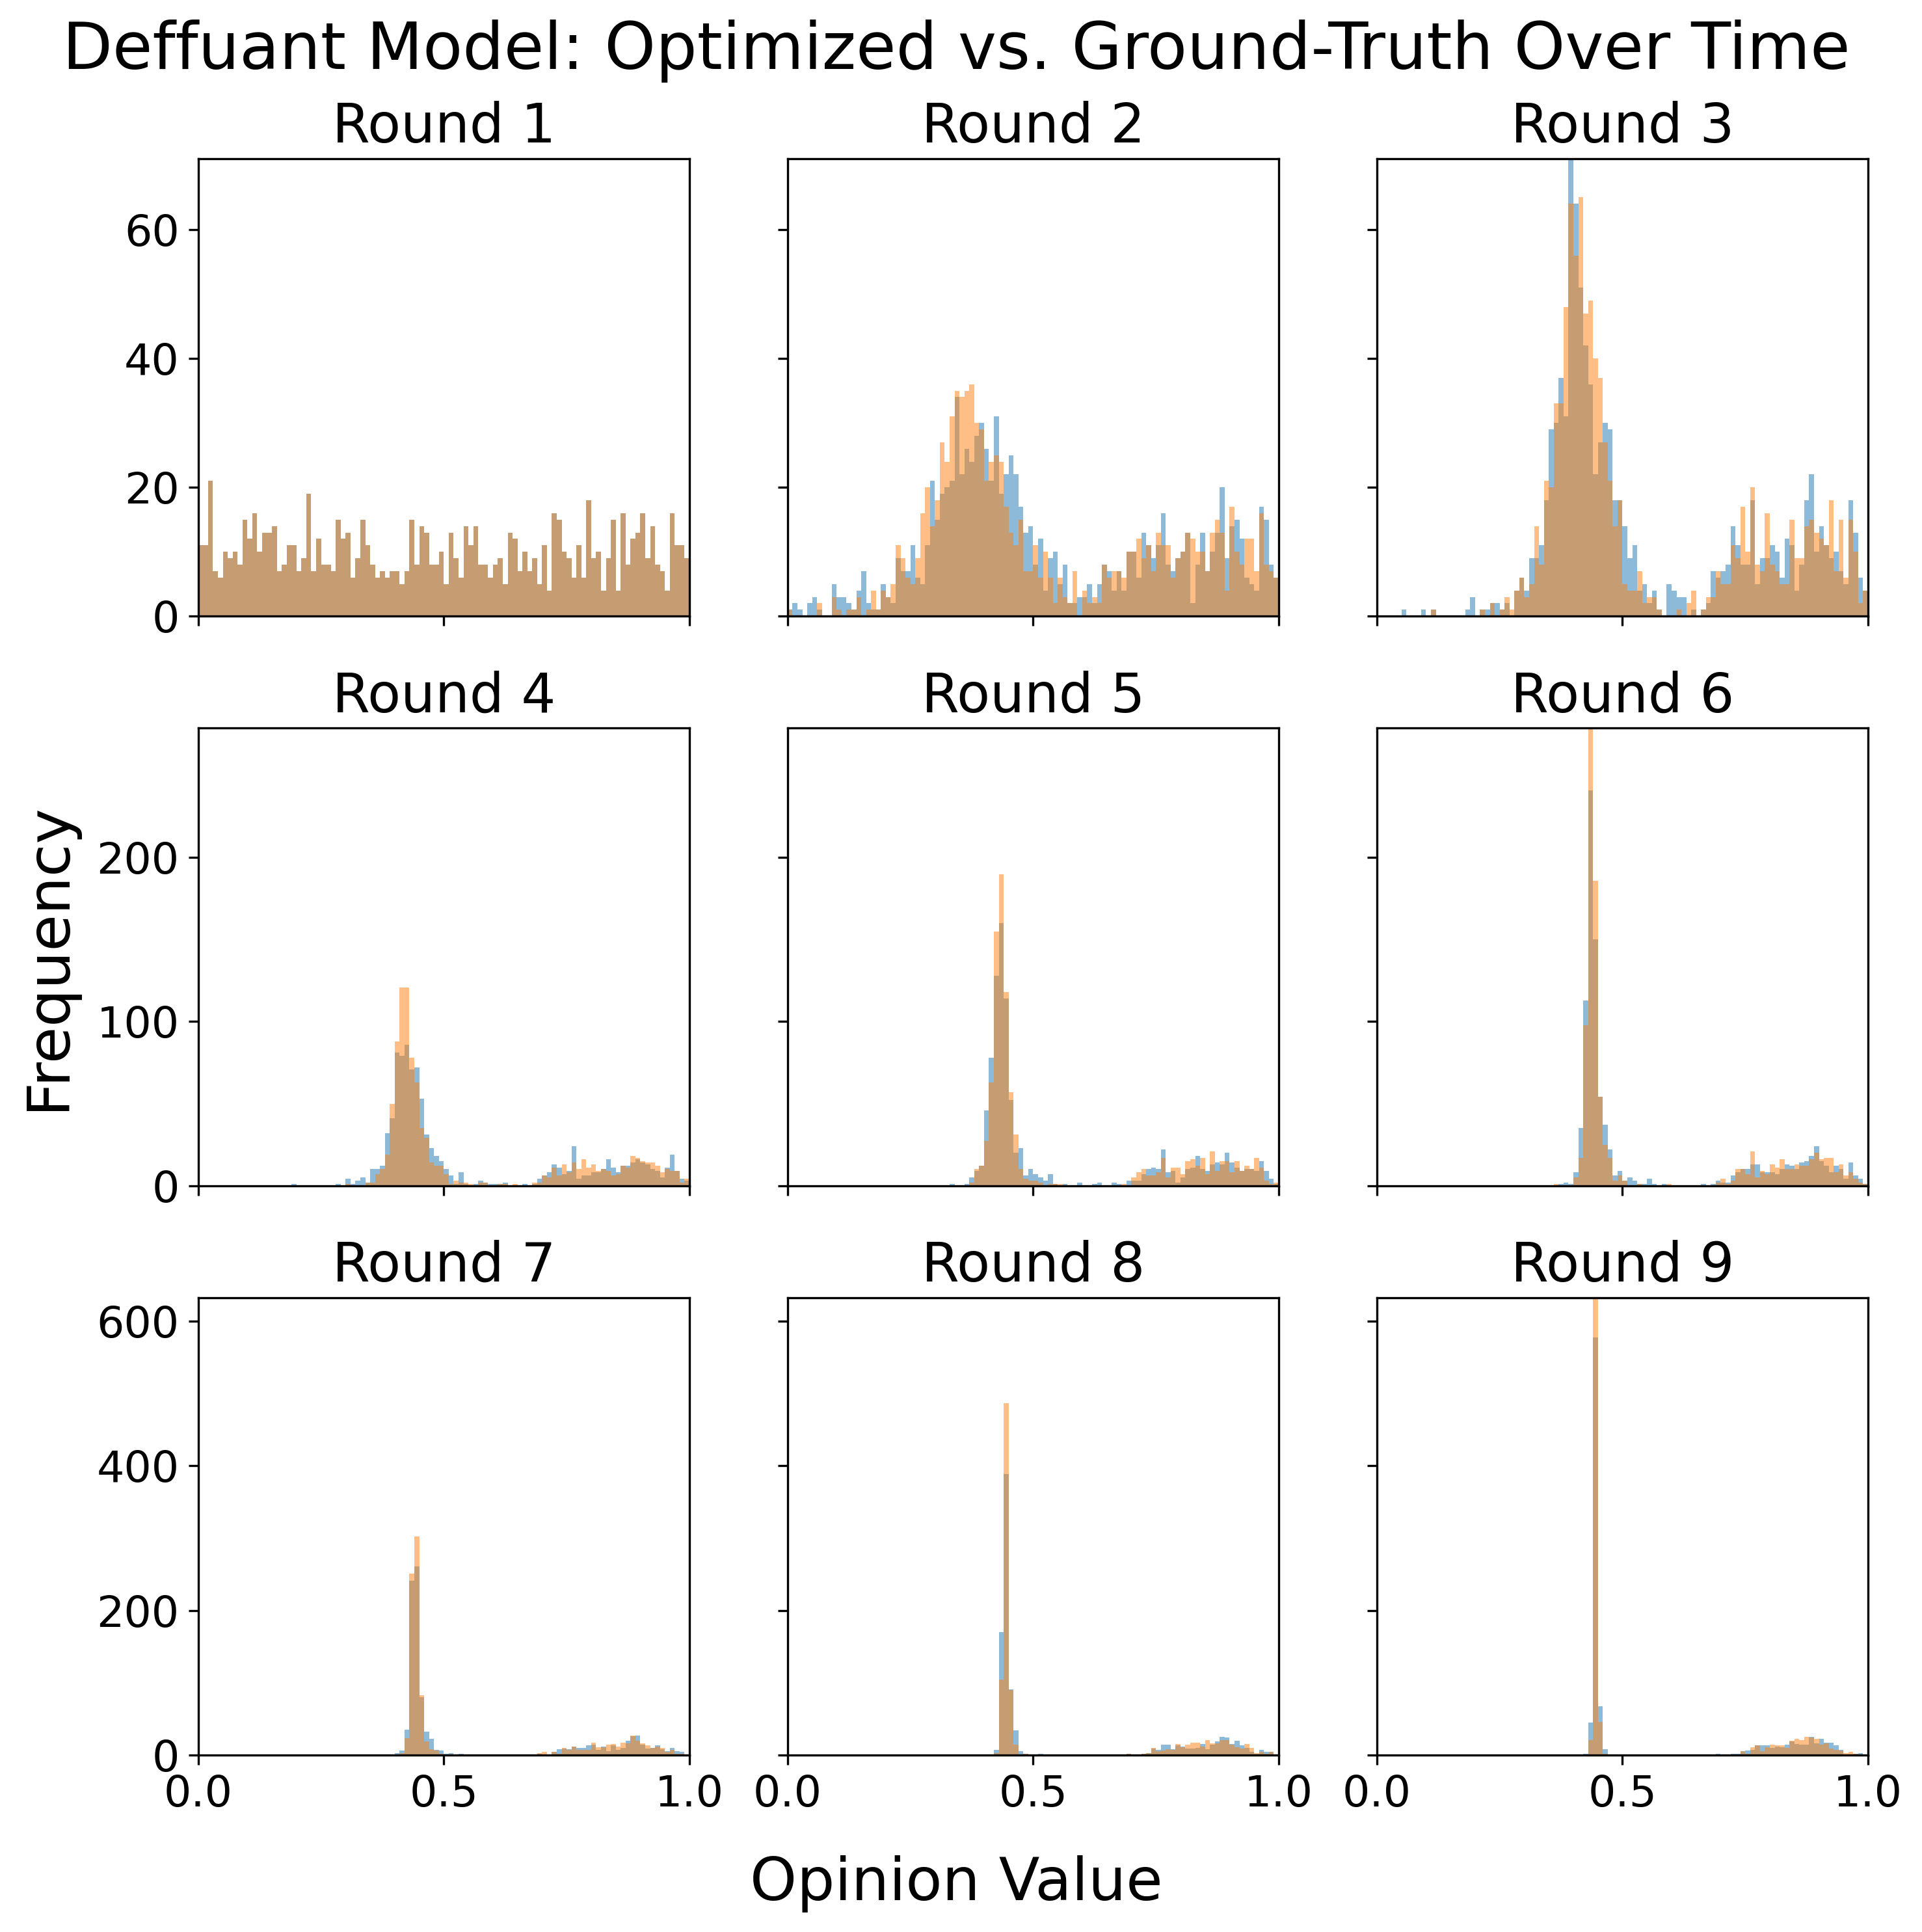 Deffuant Model: Optimized vs. Ground-Truth Over Time
Round 1
Round 2
Round 3
60
40
20
0
Round 4
Round 5
Round 6
200
100
0
Frequency
Round 7
Round 8
Round 9
600
400
200
0
0.0 0.5 1.0 0.0 0.5 1.0 0.0 0.5 1.0
Opinion Value